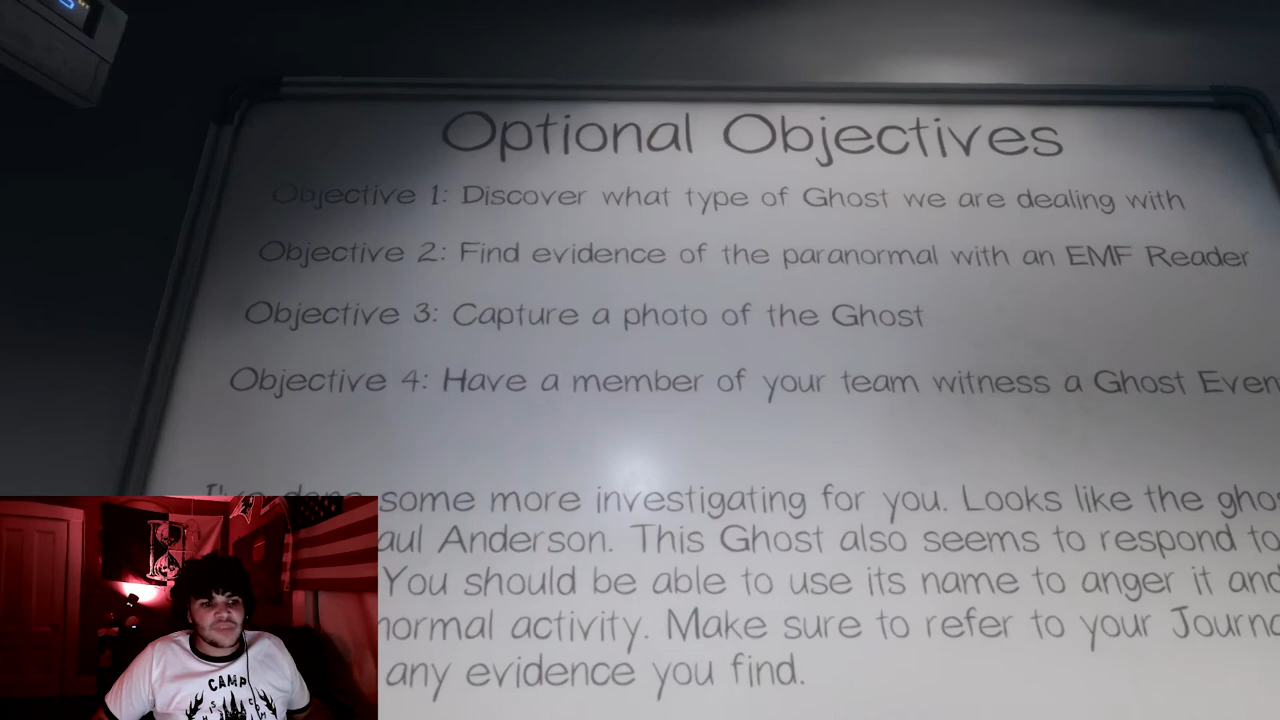 Optional Objectives
Objective 1: Discover what type of Ghost we are dealing with
Objective 2: Find evidence of the paranormal with an EMF Reader
Objective 3: Capture a photo of the Ghost
Objective 4: Have a member of your team witness a Ghost Even
some more investigating for you. Looks like the gho
aul Anderson. This Ghost also seems to respond to
You should be able to use its name to anger it and
normal activity. Make sure to refer to your Journa
any evidence you find.
CAMP